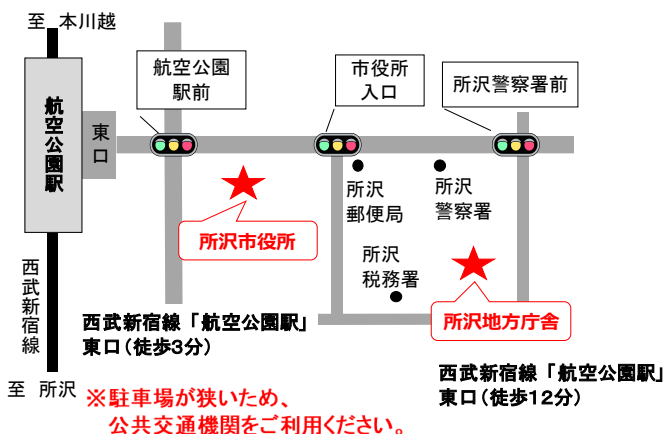 至 本川越
航空公園
駅前
市役所
入口
所沢警察署前
航空公園駅
東口
所沢
郵便局
所沢
警察署
所沢市役所
所沢
税務署
西武新宿線
所沢地方庁舎
西武新宿線「航空公園駅」
東口(徒歩3分)
西武新宿線「航空公園駅」
東口(徒歩12分)
至 所沢
※駐車場が狭いため、
公共交通機関をご利用ください。